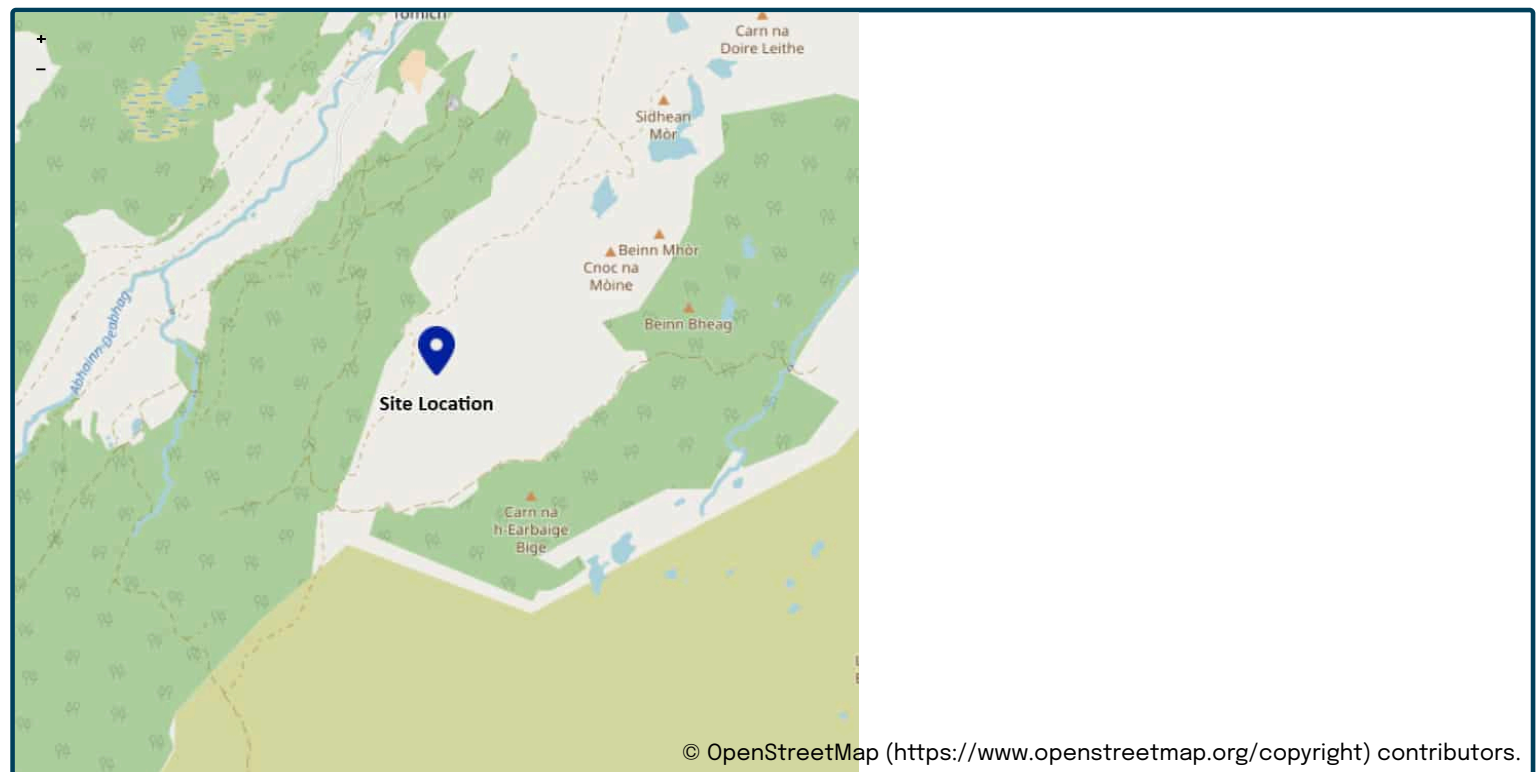 +
−
Tomich
Carn na
Doire Leithe
Sidhean
Mòr
Beinn Mhòr
Cnoc na
Mòine
Beinn Bheag
Abhainn Deabhag
Site Location
Carn na
h-Earbaige
Bige
© OpenStreetMap (https://www.openstreetmap.org/copyright) contributors.